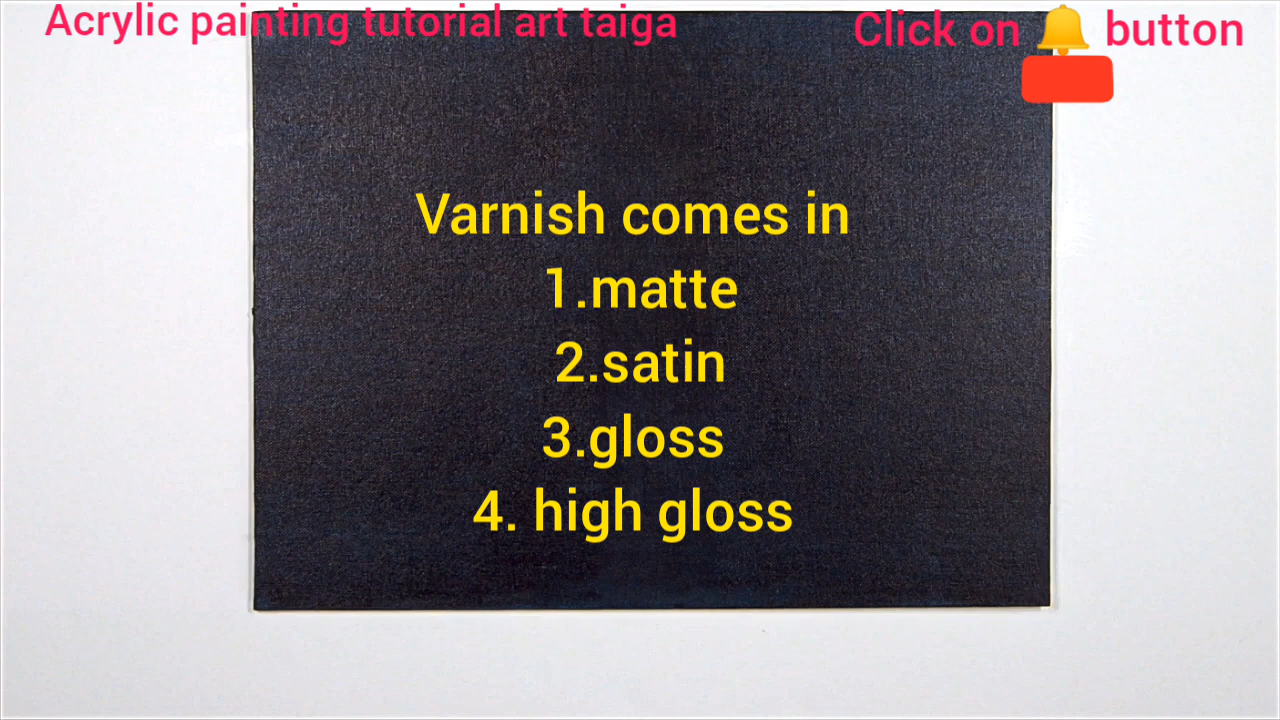 Acrylic painting tutorial art taiga
Click on 🔔 button
Varnish comes in
1.matte
2.satin
3.gloss
4. high gloss